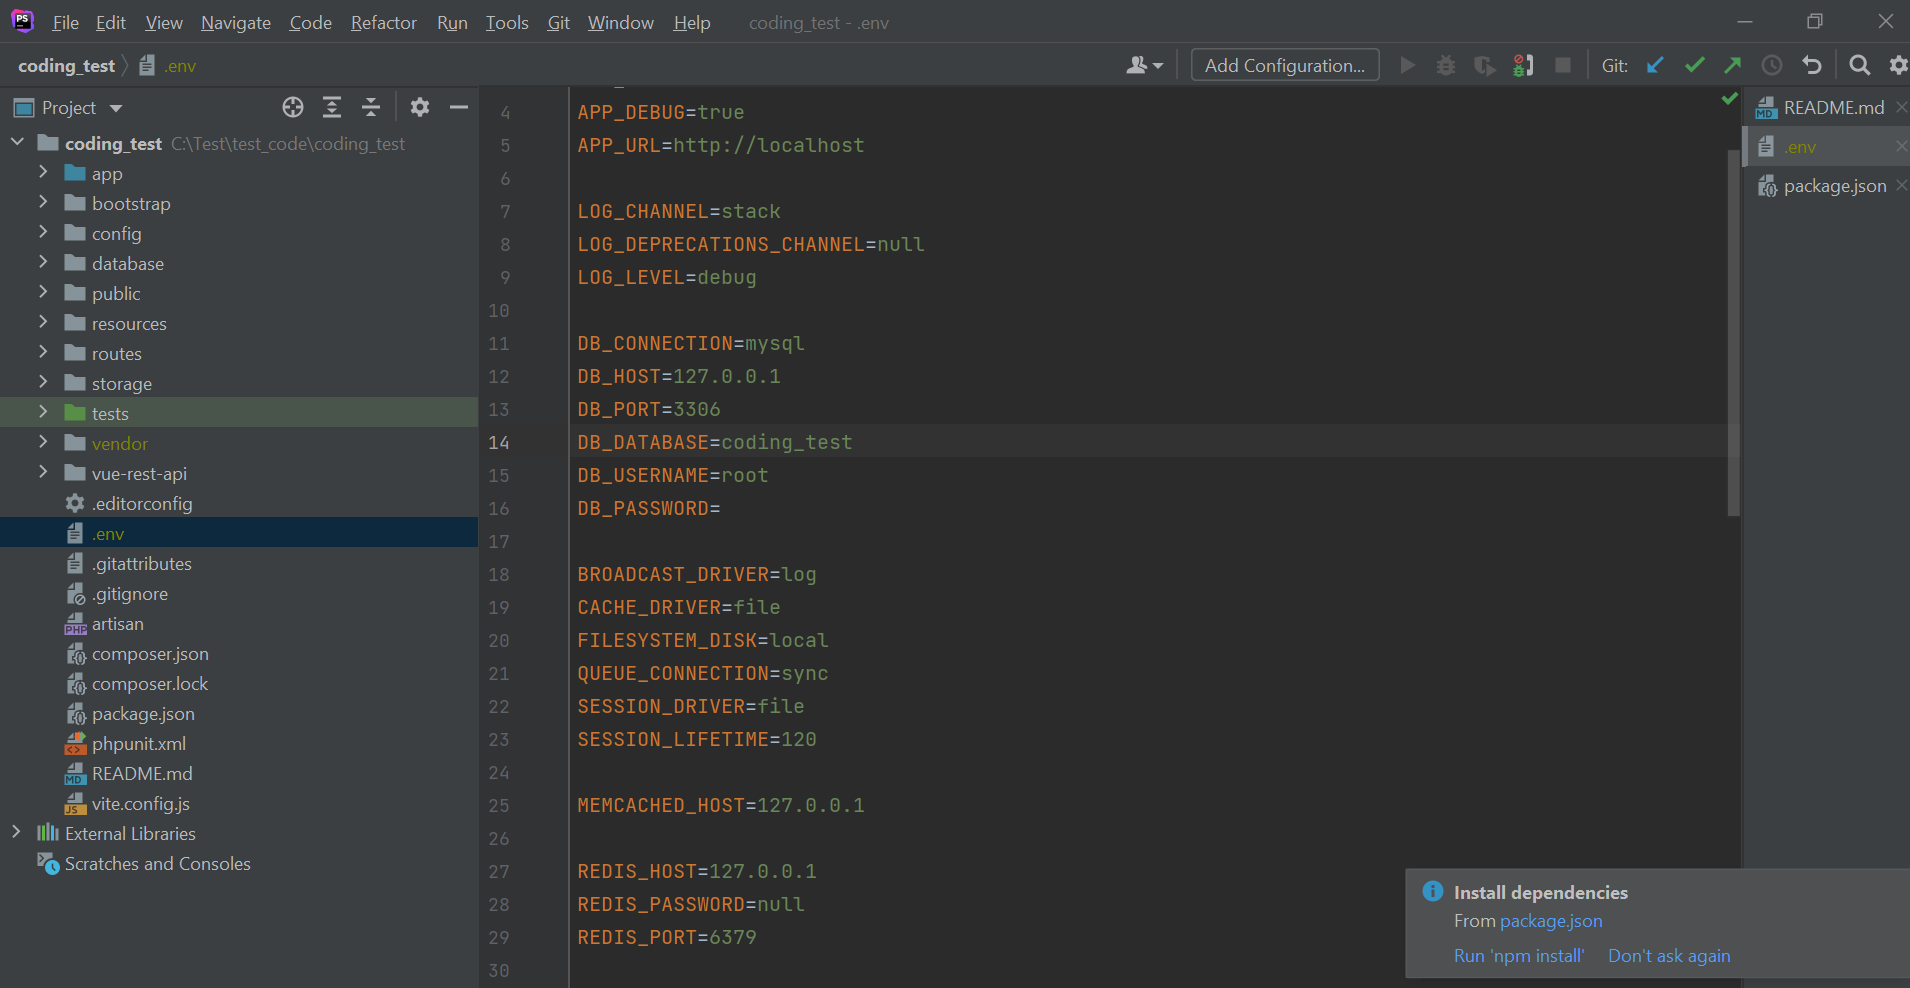 PS File Edit View Navigate Code Refactor Run Tools Git Window Help coding_test - .env
coding_test .env Add Configuration... Git:
Project
coding_test C:\Test\test_code\coding_test
app
bootstrap
config
database
public
resources
routes
storage
tests
vendor
vue-rest-api
.editorconfig
.env
.gitattributes
.gitignore
artisan
composer.json
composer.lock
package.json
phpunit.xml
README.md
vite.config.js
External Libraries
Scratches and Consoles
4 APP_DEBUG=true
5 APP_URL=http://localhost
6
7 LOG_CHANNEL=stack
8 LOG_DEPRECATIONS_CHANNEL=null
9 LOG_LEVEL=debug
10
11 DB_CONNECTION=mysql
12 DB_HOST=127.0.0.1
13 DB_PORT=3306
14 DB_DATABASE=coding_test
15 DB_USERNAME=root
16 DB_PASSWORD=
17
18 BROADCAST_DRIVER=log
19 CACHE_DRIVER=file
20 FILESYSTEM_DISK=local
21 QUEUE_CONNECTION=sync
22 SESSION_DRIVER=file
23 SESSION_LIFETIME=120
24
25 MEMCACHED_HOST=127.0.0.1
26
27 REDIS_HOST=127.0.0.1
28 REDIS_PASSWORD=null
29 REDIS_PORT=6379
30
README.md
.env
package.json
Install dependencies
From package.json
Run 'npm install' Don't ask again